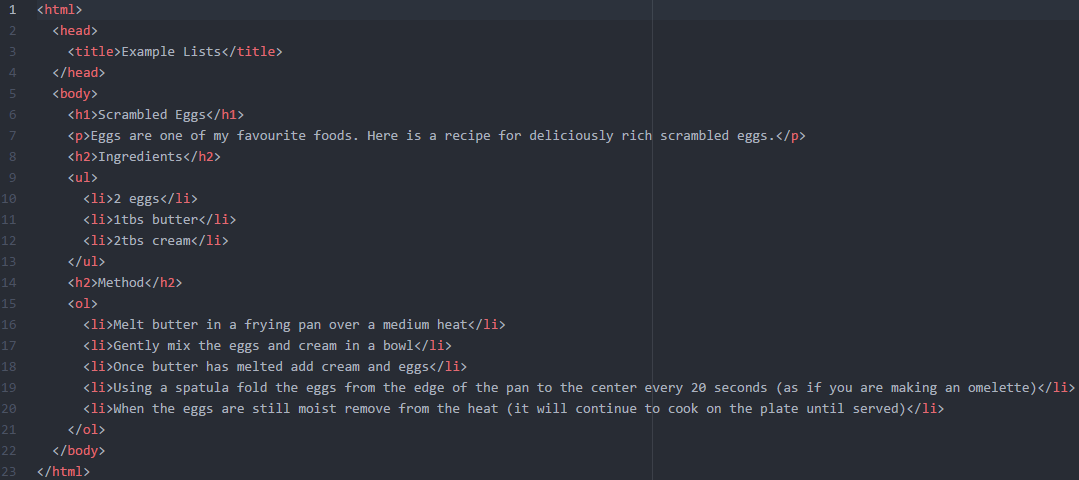 1 <html>
2   <head>
3     <title>Example Lists</title>
4   </head>
5   <body>
6     <h1>Scrambled Eggs</h1>
7     <p>Eggs are one of my favourite foods. Here is a recipe for deliciously rich scrambled eggs.</p>
8     <h2>Ingredients</h2>
9     <ul>
10       <li>2 eggs</li>
11       <li>1tbs butter</li>
12       <li>2tbs cream</li>
13     </ul>
14     <h2>Method</h2>
15     <ol>
16       <li>Melt butter in a frying pan over a medium heat</li>
17       <li>Gently mix the eggs and cream in a bowl</li>
18       <li>Once butter has melted add cream and eggs</li>
19       <li>Using a spatula fold the eggs from the edge of the pan to the center every 20 seconds (as if you are making an omelette)</li>
20       <li>When the eggs are still moist remove from the heat (it will continue to cook on the plate until served)</li>
21     </ol>
22   </body>
23 </html>